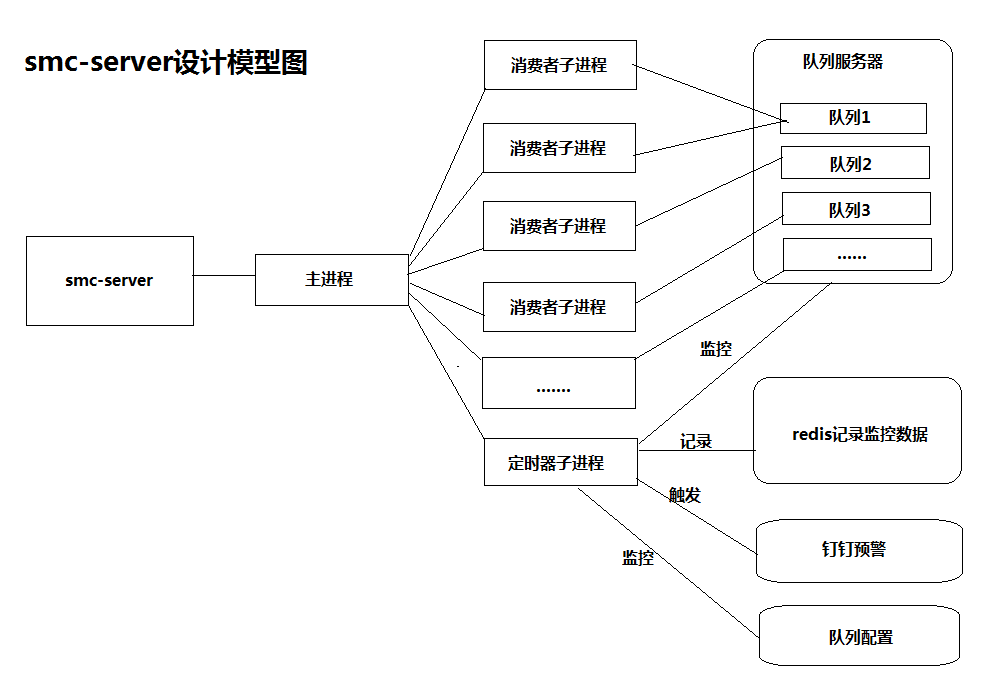 smc-server设计模型图
smc-server
主进程
消费者子进程
消费者子进程
消费者子进程
消费者子进程
.......
定时器子进程
队列服务器
队列1
队列2
队列3
......
监控
记录
触发
监控
redis记录监控数据
钉钉预警
队列配置